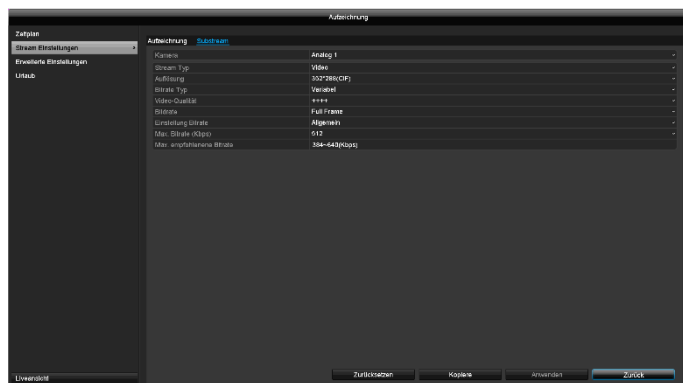 Aufzeichnung
Zeitplan
Stream Einstellungen
Erweiterte Einstellungen
Urlaub
Aufzeichnung Substream
Kamera Analog 1
Stream Typ Video
Auflösung 352*288(CIF)
Bitrate Typ Variabel
Video-Qualität ++++
Bildrate Full Frame
Einstellung Bitrate Allgemein
Max. Bitrate (Kbps) 512
Max. empfohlenene Bitrate 384~640(Kbps)
Liveansicht
Zurücksetzen Kopiere Anwenden Zurück